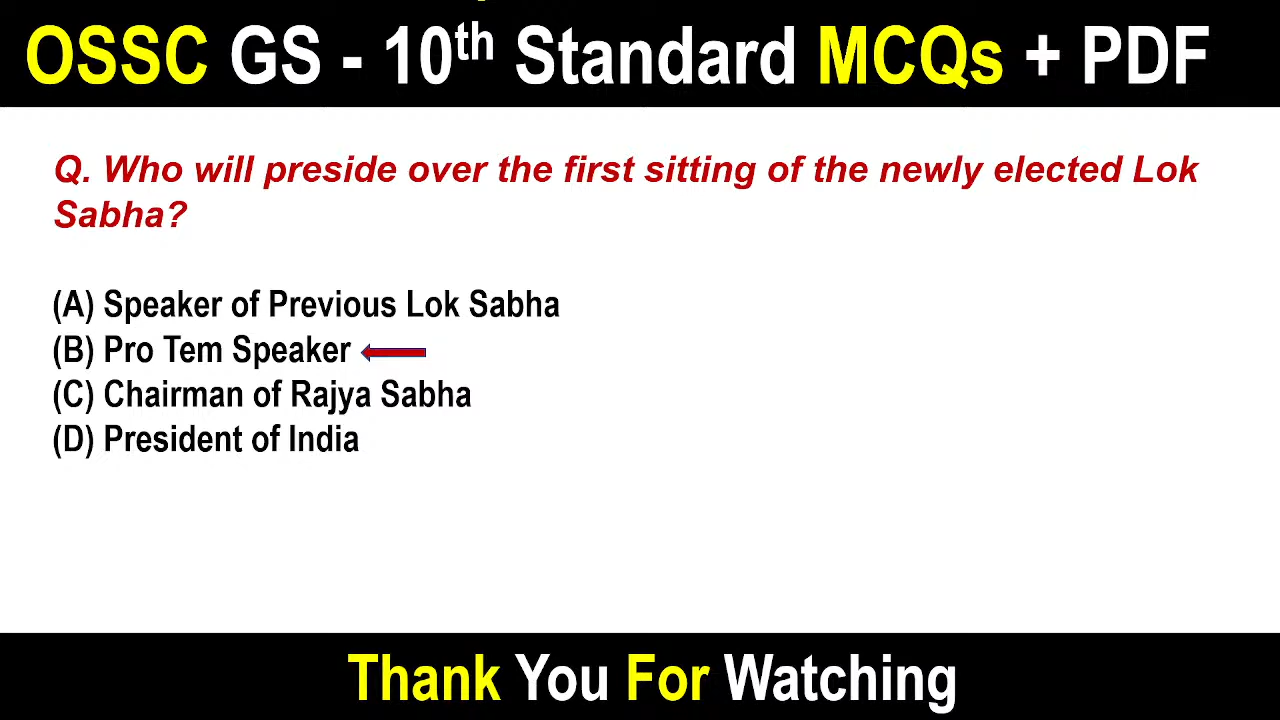 OSSC GS - 10th Standard MCQs + PDF
Q. Who will preside over the first sitting of the newly elected Lok
Sabha?
(A) Speaker of Previous Lok Sabha
(B) Pro Tem Speaker
(C) Chairman of Rajya Sabha
(D) President of India
Thank You For Watching